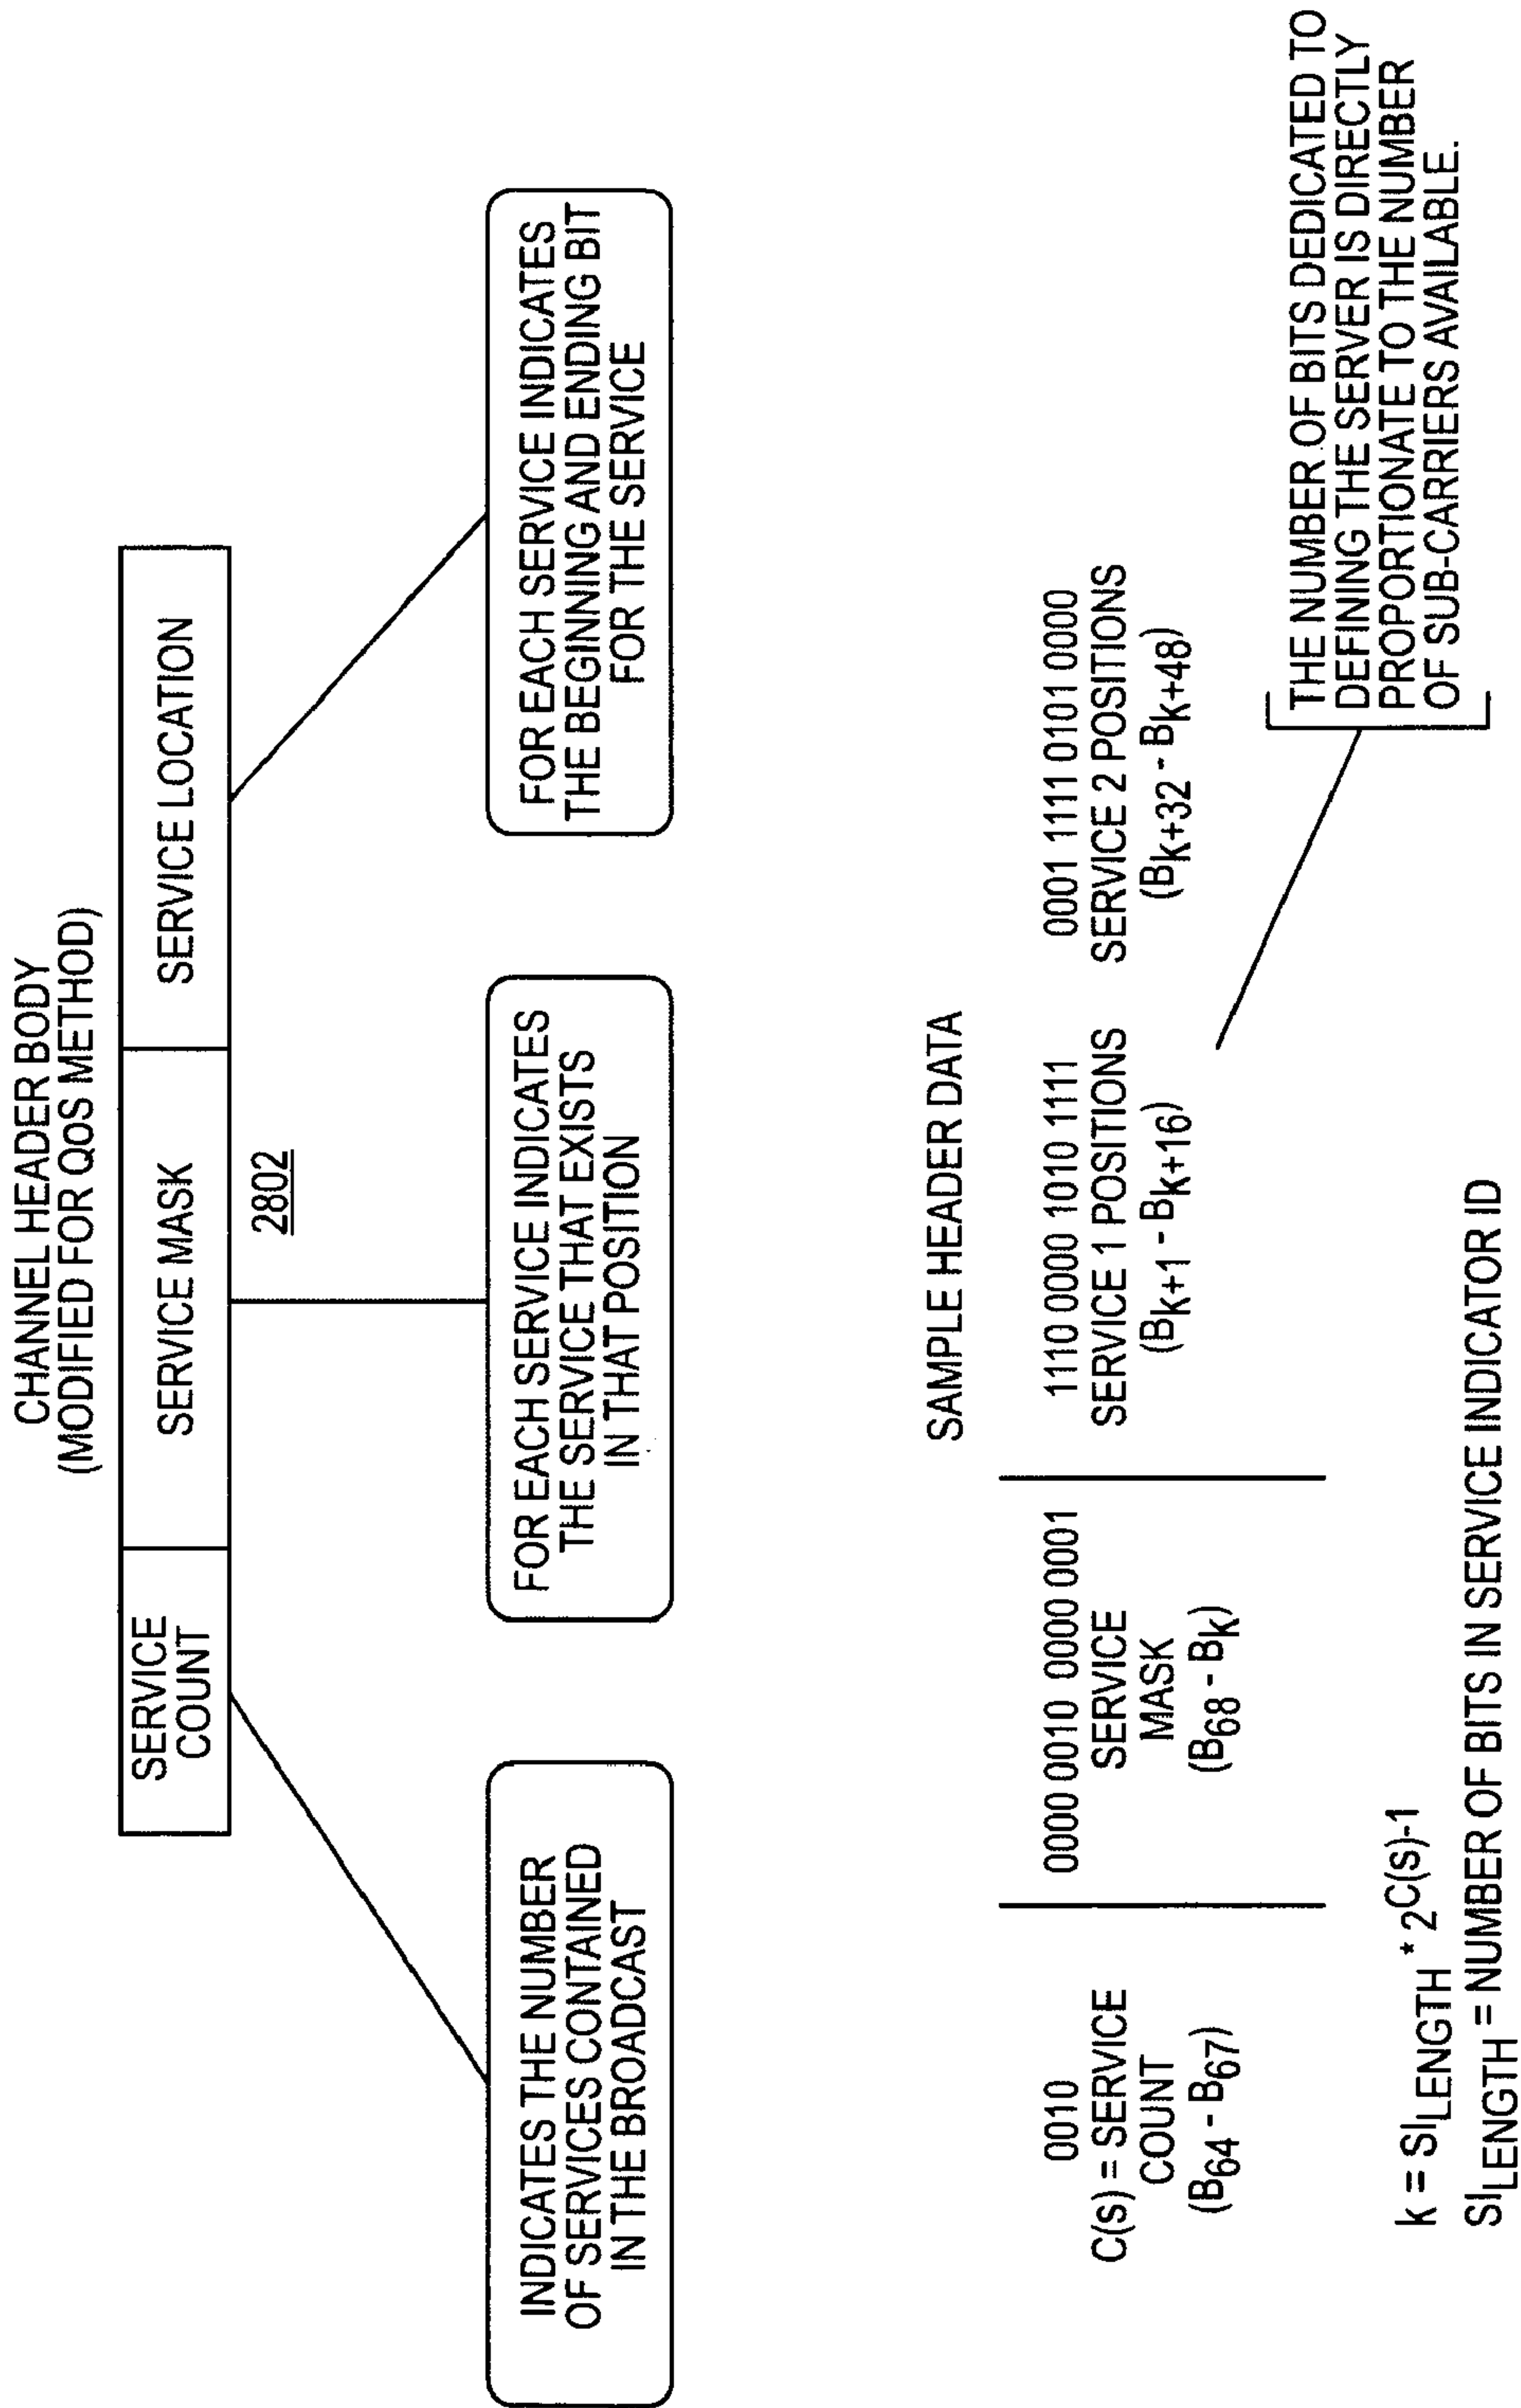 CHANNEL HEADER BODY
(MODIFIED FOR QoS METHOD)
SERVICE
COUNT
SERVICE MASK
SERVICE LOCATION
2802
INDICATES THE NUMBER
OF SERVICES CONTAINED
IN THE BROADCAST
FOR EACH SERVICE INDICATES
THE SERVICE THAT EXISTS
IN THAT POSITION
FOR EACH SERVICE INDICATES
THE BEGINNING AND ENDING BIT
FOR THE SERVICE
SAMPLE HEADER DATA
0010
C(s) = SERVICE
COUNT
(B64 - B67)
0000 0010 0000 0001
SERVICE
MASK
(B68 - Bk)
1110 0000 1010 1111
SERVICE 1 POSITIONS
(Bk+1 - Bk+16)
0001 1111 0101 0000
SERVICE 2 POSITIONS
(Bk+32 - Bk+48)
k = SILENGTH * 2C(s)-1
SILENGTH = NUMBER OF BITS IN SERVICE INDICATOR ID
THE NUMBER OF BITS DEDICATED TO
DEFINING THE SERVER IS DIRECTLY
PROPORTIONATE TO THE NUMBER
OF SUB-CARRIERS AVAILABLE.